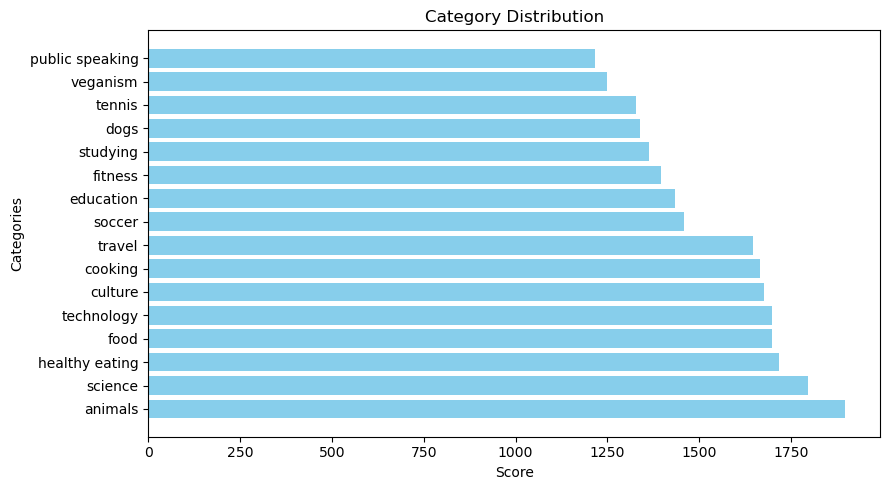 Category Distribution
public speaking
veganism
tennis
dogs
studying
fitness
education
soccer
travel
cooking
culture
technology
food
healthy eating
science
animals
Categories
0 250 500 750 1000 1250 1500 1750
Score